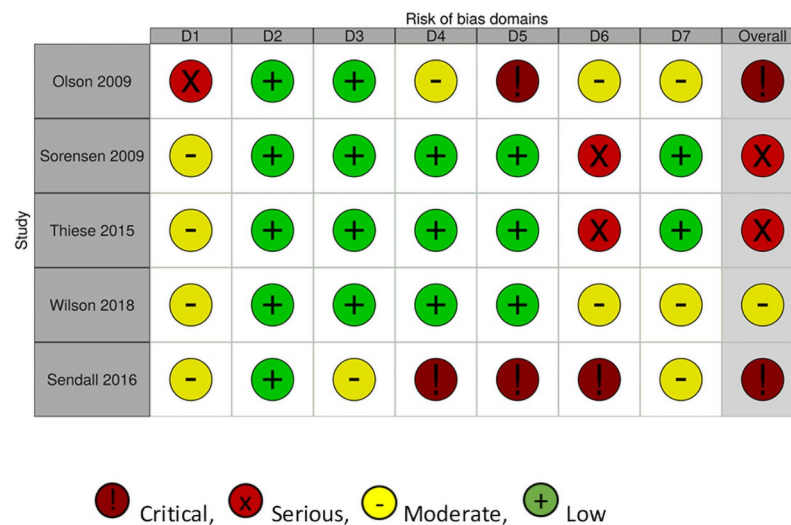 Risk of bias domains
D1 D2 D3 D4 D5 D6 D7 Overall
Study
Olson 2009 X + + - ! - - !
Sorensen 2009 - + + + + X + X
Thiese 2015 - + + + + X + X
Wilson 2018 - + + + + - - -
Sendall 2016 - + - ! ! ! - !
! Critical, X Serious, - Moderate, + Low